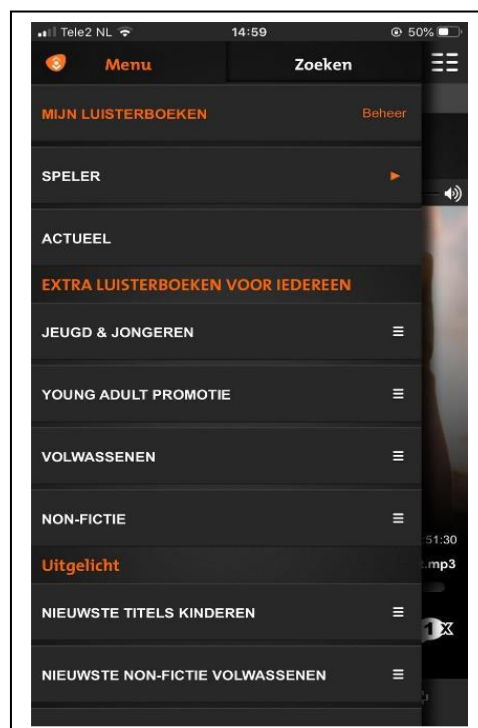 Tele2 NL 14:59 50%
Menu Zoeken
MIJN LUISTERBOEKEN Beheer
SPELER
ACTUEEL
EXTRA LUISTERBOEKEN VOOR IEDEREEN
JEUGD & JONGEREN
YOUNG ADULT PROMOTIE
VOLWASSENEN
NON-FICTIE
:51:30
Uitgelicht .mp3
NIEUWSTE TITELS KINDEREN
1x
NIEUWSTE NON-FICTIE VOLWASSENEN